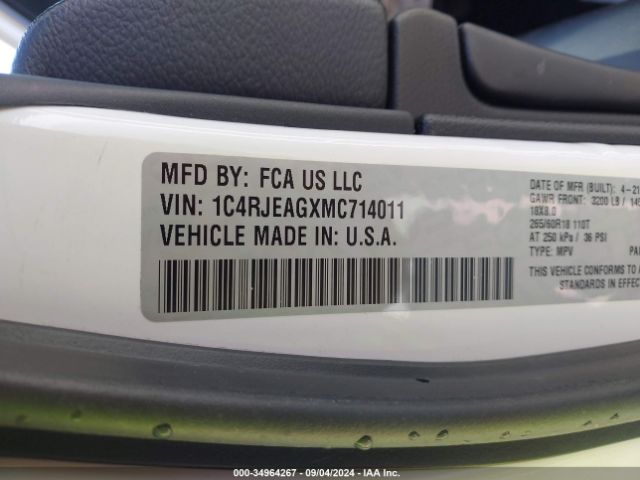 MFD BY: FCA US LLC
VIN: 1C4RJEAGXMC714011
VEHICLE MADE IN: U.S.A.
DATE OF MFR (BUILT): 4-21
GAWR FRONT: 3200 LB /
18X8.0
265/60R18 110T
AT 250 kPa / 36 PSI
TYPE: MPV
THIS VEHICLE CONFORMS TO
STANDARDS IN EFFECT
000-34964267 - 09/04/2024 - IAA Inc.